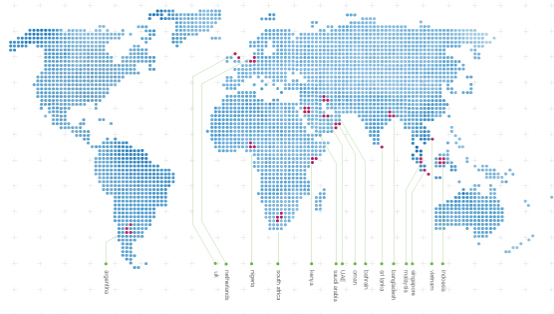 argentina
uk
netherlands
nigeria
south africa
kenya
saudi arabia
UAE
oman
bahrain
sri lanka
bangladesh
malaysia
singapore
vietnam
indonesia